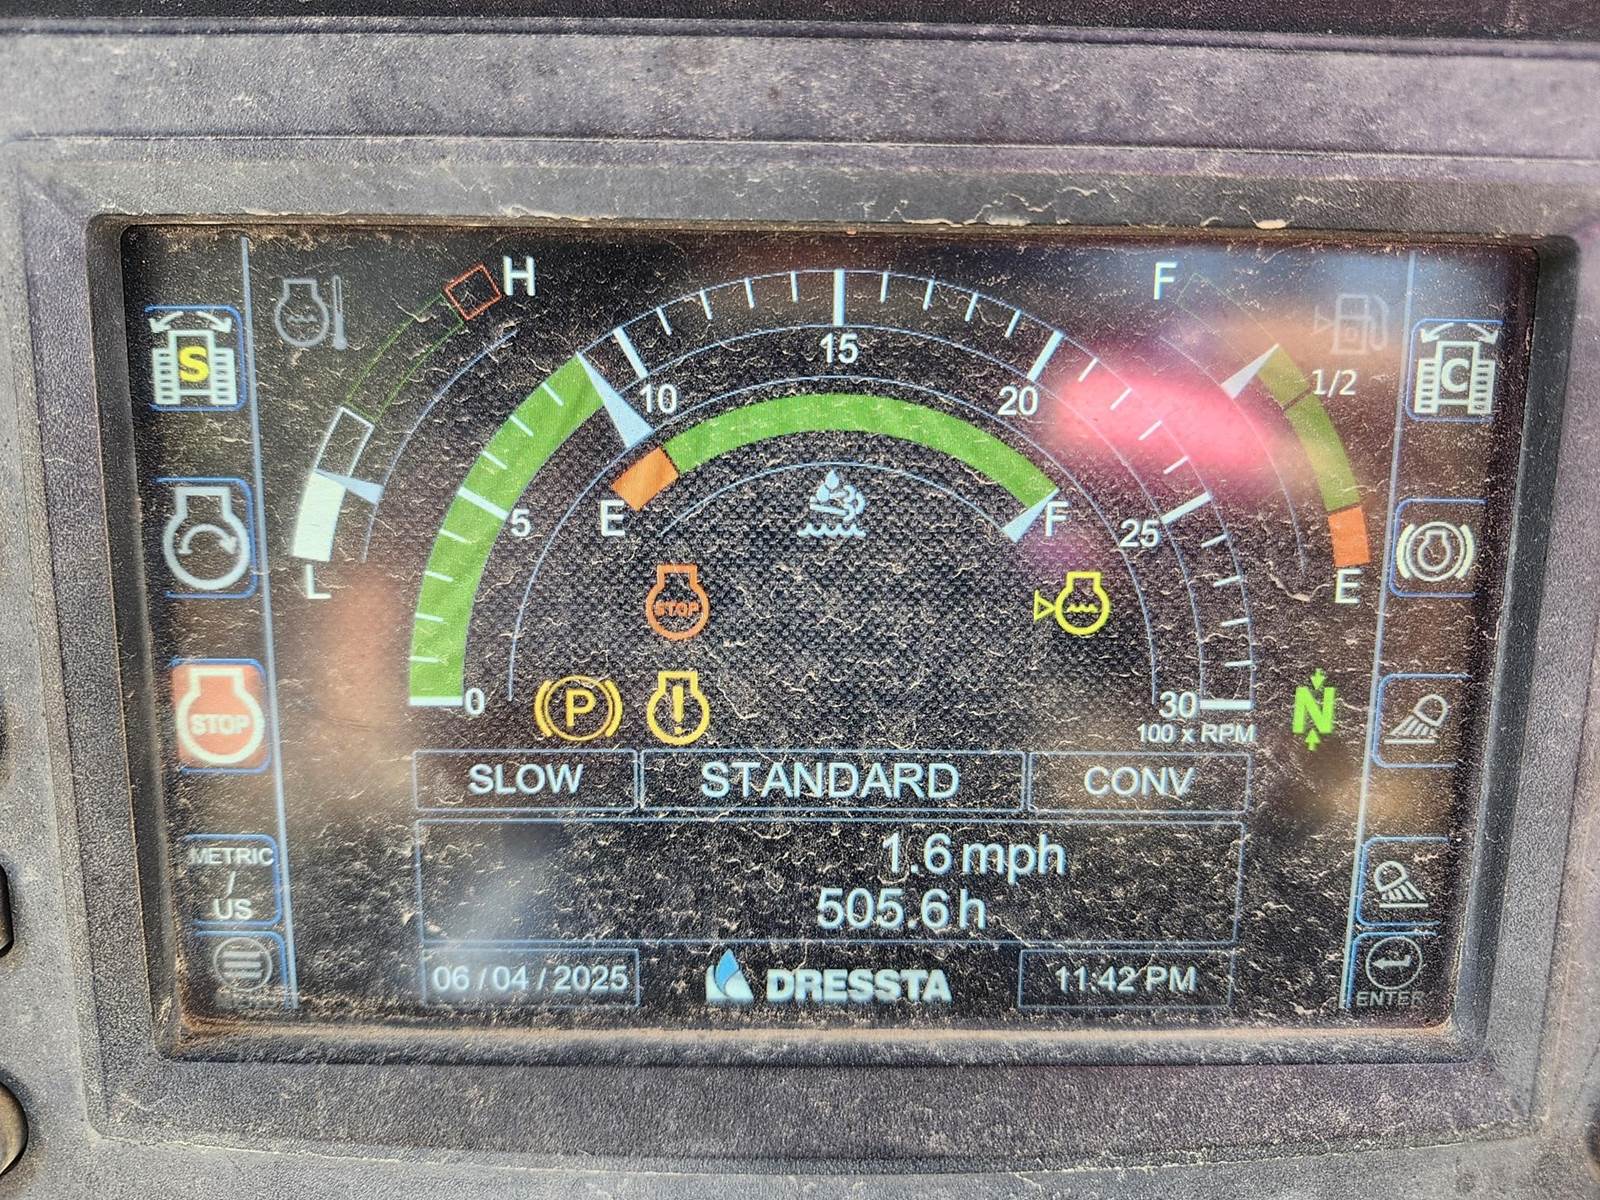 H
F
S
15
1/2
C
10
20
5
E
F
25
L
STOP
E
STOP
0
P
!
30
N
100 x RPM
SLOW
STANDARD
CONV
METRIC
/
US
1.6 mph
505.6 h
06 / 04 / 2025
DRESSTA
11:42 PM
ENTER